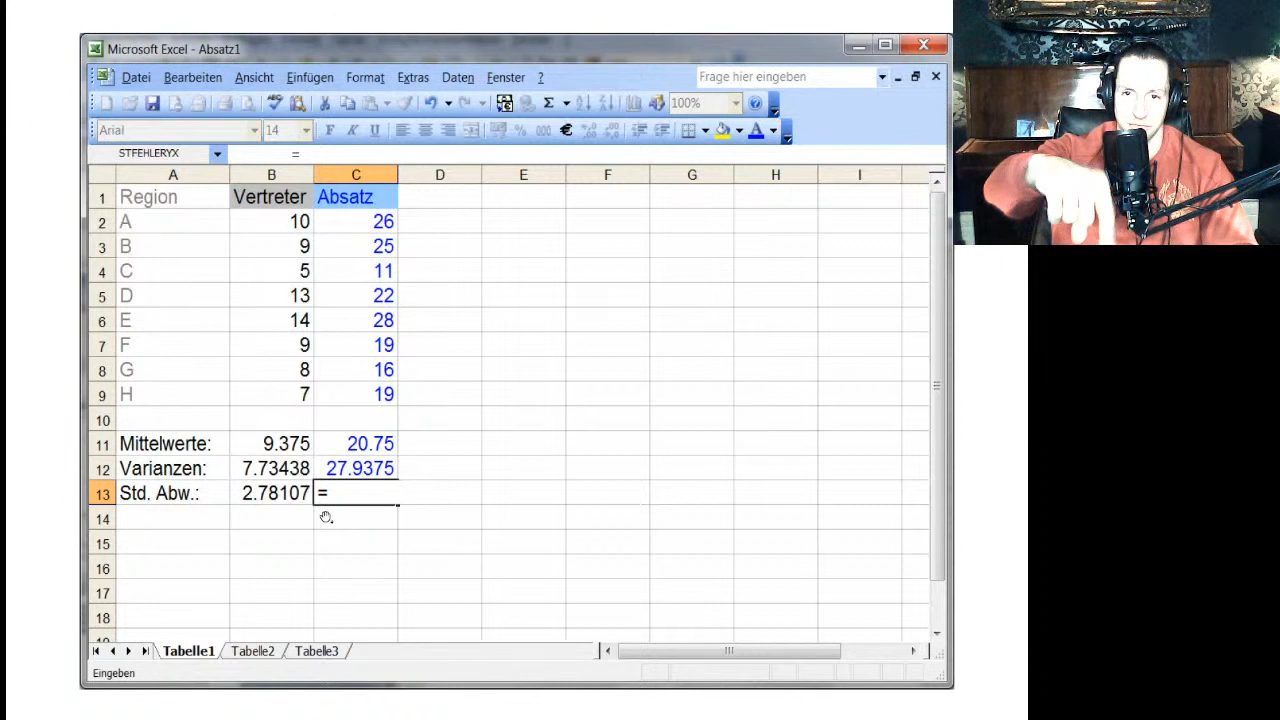 Microsoft Excel - Absatz1
Datei Bearbeiten Ansicht Einfügen Format Extras Daten Fenster ? Frage hier eingeben
100%
Arial 14 F K U
STFEHLERYX =
A B C D E F G H I
1 Region Vertreter Absatz
2 A 10 26
3 B 9 25
4 C 5 11
5 D 13 22
6 E 14 28
7 F 9 19
8 G 8 16
9 H 7 19
10
11 Mittelwerte: 9.375 20.75
12 Varianzen: 7.73438 27.9375
13 Std. Abw.: 2.78107 =
14
15
16
17
18
Tabelle1 Tabelle2 Tabelle3
Eingeben